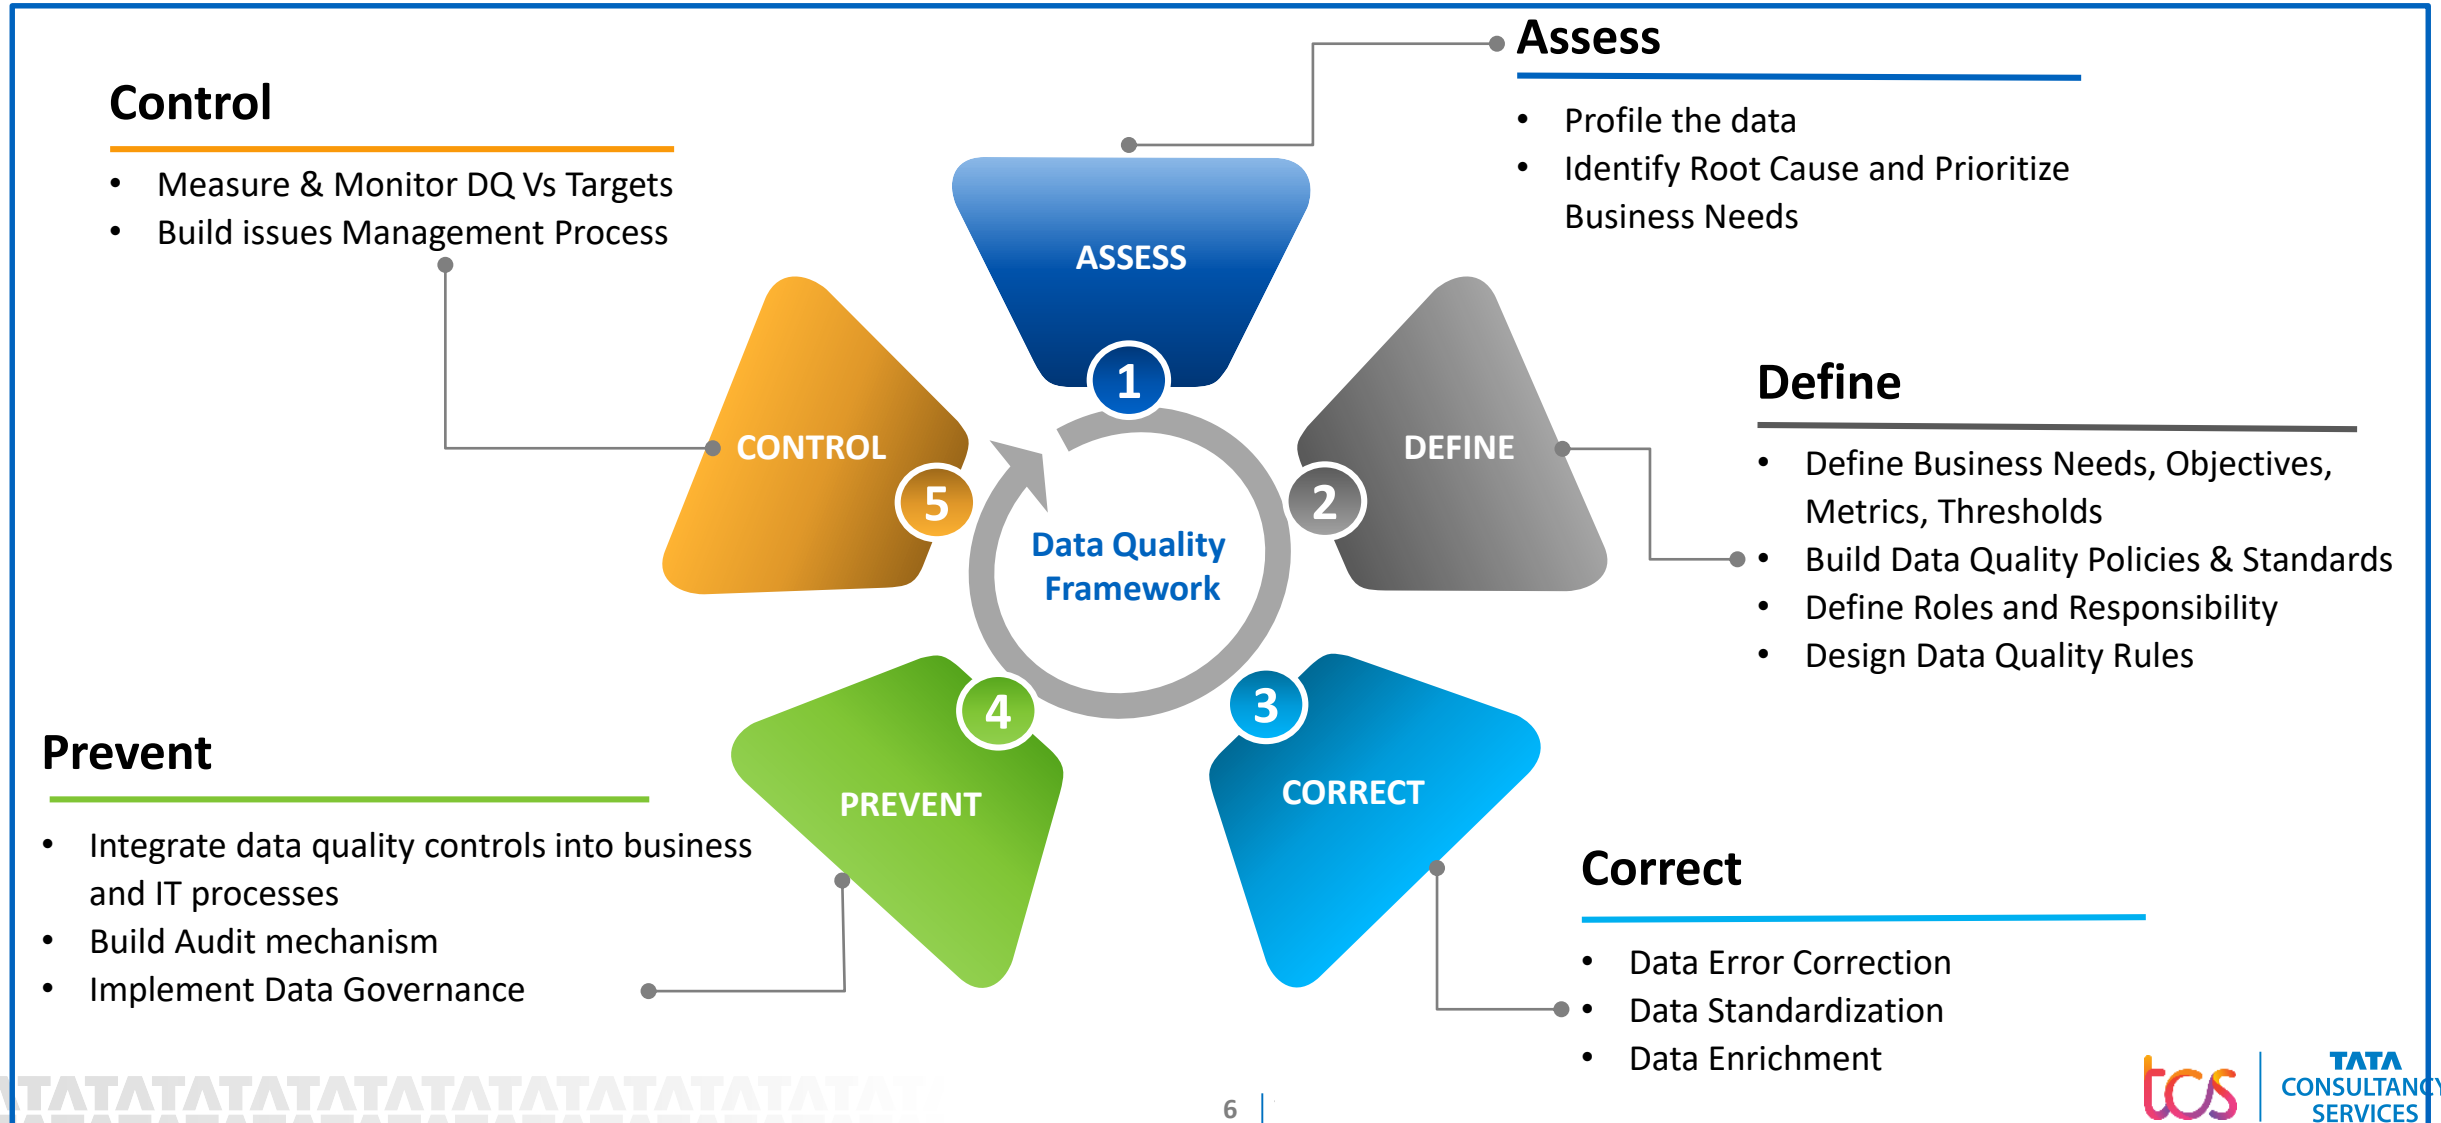 Assess
• Profile the data
• Identify Root Cause and Prioritize
Business Needs
Control
• Measure & Monitor DQ Vs Targets
• Build issues Management Process
ASSESS
1
DEFINE
2
CONTROL
5
Data Quality
Framework
Define
• Define Business Needs, Objectives,
Metrics, Thresholds
• Build Data Quality Policies & Standards
• Define Roles and Responsibility
• Design Data Quality Rules
4
PREVENT
3
CORRECT
Prevent
• Integrate data quality controls into business
and IT processes
• Build Audit mechanism
• Implement Data Governance
Correct
• Data Error Correction
• Data Standardization
• Data Enrichment
TATATATATATATATATATATATA
6
tcs
TATA
CONSULTANCY
SERVICES